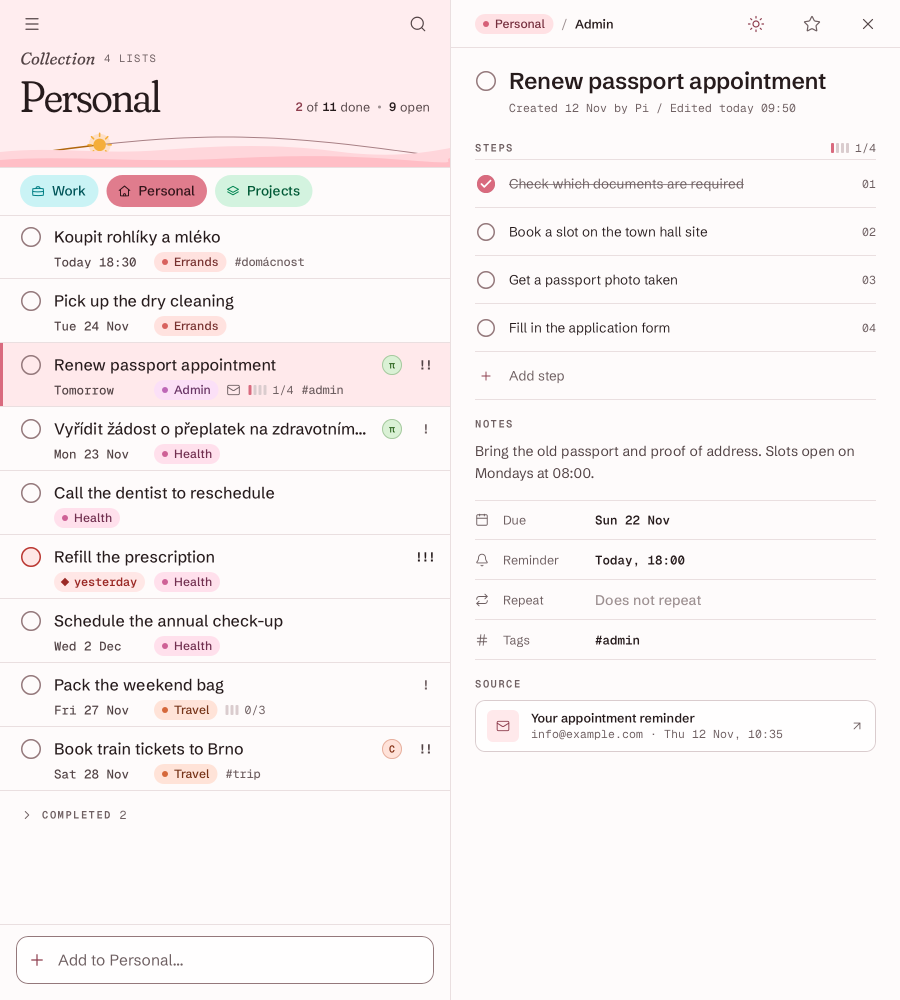 Collection 4 LISTS
Personal
2 of 11 done • 9 open
Work
Personal
Projects
Koupit rohlíky a mléko
Today 18:30 Errands #domácnost
Pick up the dry cleaning
Tue 24 Nov Errands
Renew passport appointment π !!
Tomorrow Admin 1/4 #admin
Vyřídit žádost o přeplatek na zdravotním… π !
Mon 23 Nov Health
Call the dentist to reschedule
Health
Refill the prescription !!!
yesterday Health
Schedule the annual check-up
Wed 2 Dec Health
Pack the weekend bag !
Fri 27 Nov Travel 0/3
Book train tickets to Brno C !!
Sat 28 Nov Travel #trip
COMPLETED 2
Add to Personal…
Personal / Admin
Renew passport appointment
Created 12 Nov by Pi / Edited today 09:50
STEPS 1/4
Check which documents are required 01
Book a slot on the town hall site 02
Get a passport photo taken 03
Fill in the application form 04
Add step
NOTES
Bring the old passport and proof of address. Slots open on
Mondays at 08:00.
Due Sun 22 Nov
Reminder Today, 18:00
Repeat Does not repeat
Tags #admin
SOURCE
Your appointment reminder
info@example.com · Thu 12 Nov, 10:35